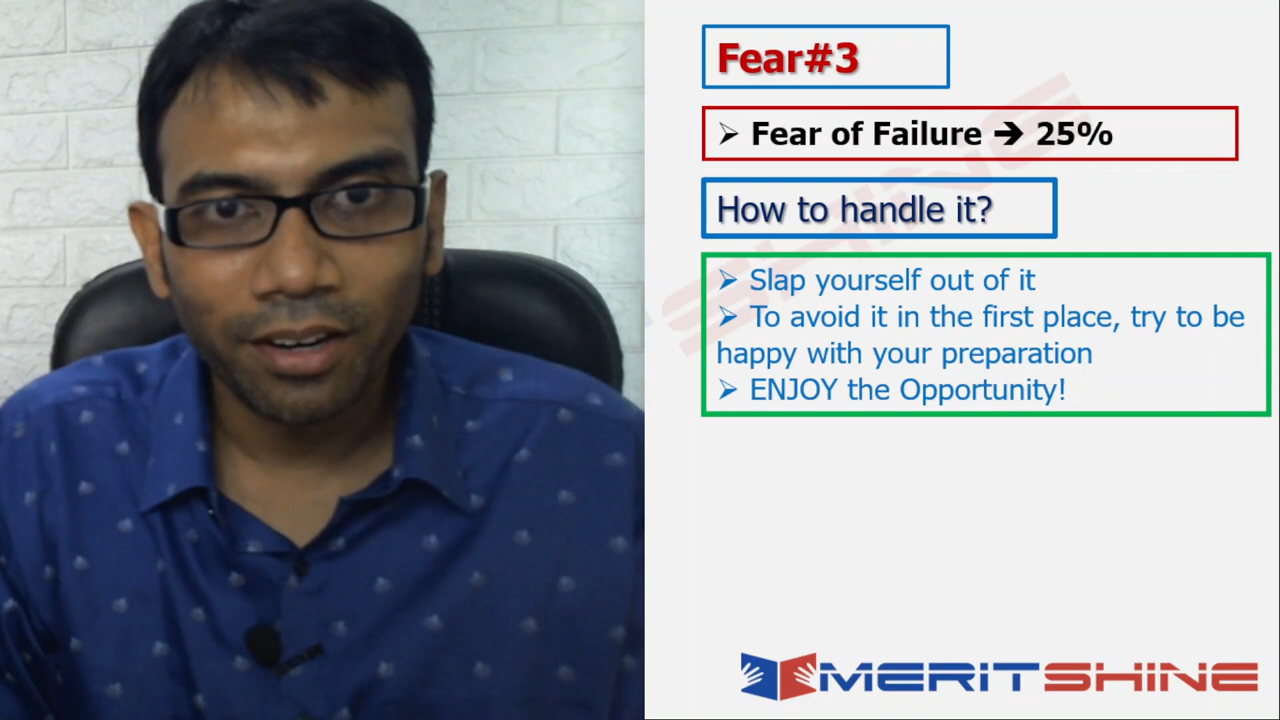 Fear#3
➢ Fear of Failure ➔ 25%
How to handle it?
➢ Slap yourself out of it
➢ To avoid it in the first place, try to be
happy with your preparation
➢ ENJOY the Opportunity!
SHING
MERITSHINE